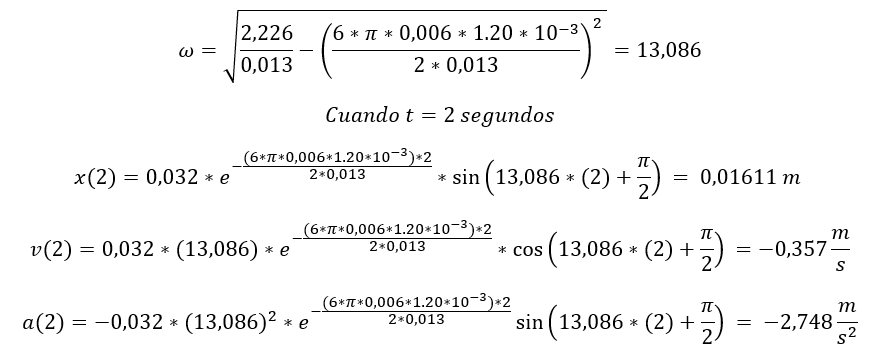 ω = √(2,226/0,013 − ((6 * π * 0,006 * 1.20 * 10⁻³)/(2 * 0,013))²) = 13,086
Cuando t = 2 segundos
x(2) = 0,032 * e^(−((6*π*0,006*1.20*10⁻³)*2)/(2*0,013)) * sin(13,086 * (2) + π/2) = 0,01611 m
v(2) = 0,032 * (13,086) * e^(−((6*π*0,006*1.20*10⁻³)*2)/(2*0,013)) * cos(13,086 * (2) + π/2) = −0,357 m/s
a(2) = −0,032 * (13,086)² * e^(−((6*π*0,006*1.20*10⁻³)*2)/(2*0,013)) sin(13,086 * (2) + π/2) = −2,748 m/s²